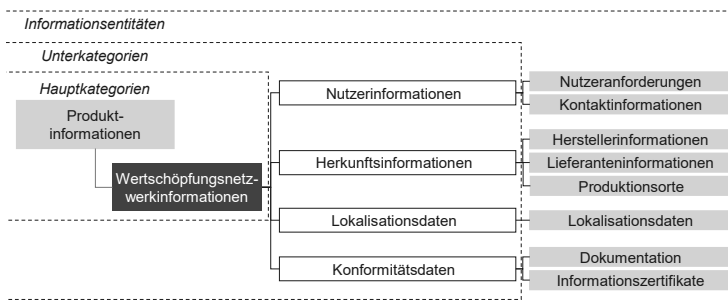 Informationsentitäten
Unterkategorien
Hauptkategorien
Produkt-
informationen
Wertschöpfungsnetz-
werkinformationen
Nutzerinformationen
Nutzeranforderungen
Kontaktinformationen
Herkunftsinformationen
Herstellerinformationen
Lieferanteninformationen
Produktionsorte
Lokalisationsdaten
Lokalisationsdaten
Konformitätsdaten
Dokumentation
Informationszertifikate